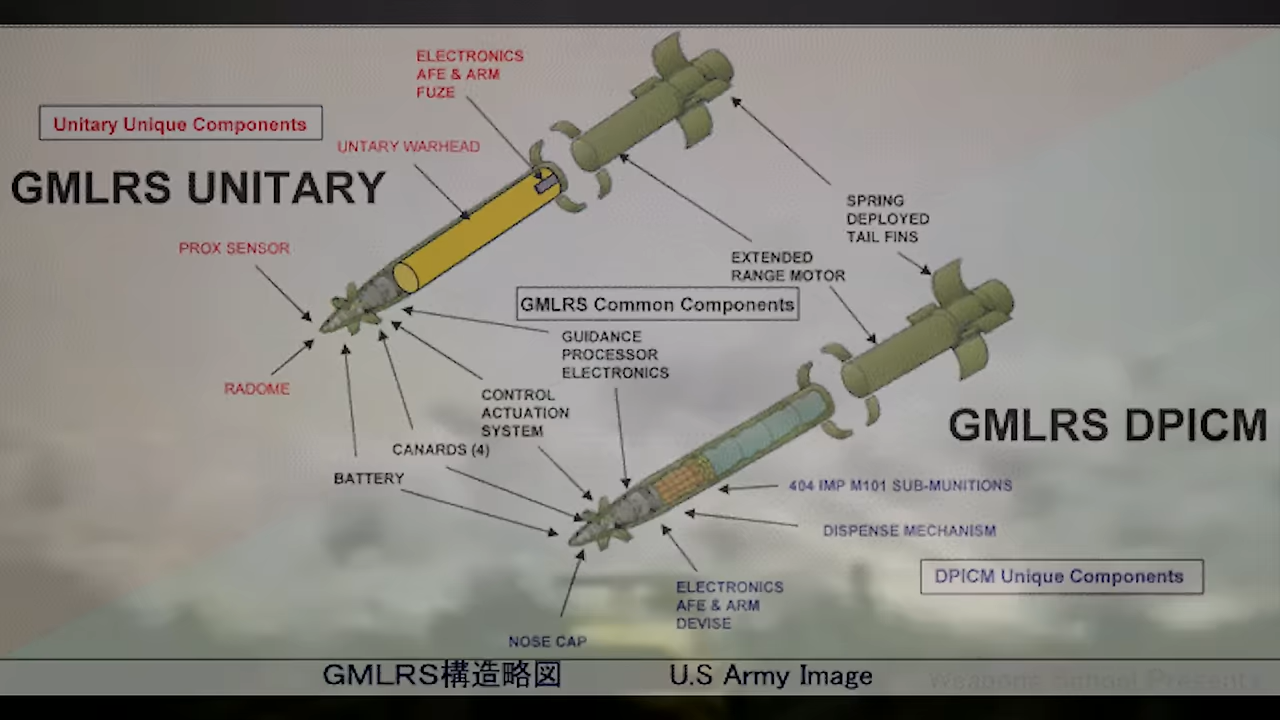 ELECTRONICS
AFE & ARM
FUZE
Unitary Unique Components
UNTARY WARHEAD
GMLRS UNITARY
SPRING
DEPLOYED
TAIL FINS
PROX SENSOR
EXTENDED
RANGE MOTOR
GMLRS Common Components
GUIDANCE
PROCESSOR
ELECTRONICS
RADOME
CONTROL
ACTUATION
SYSTEM
GMLRS DPICM
CANARDS (4)
BATTERY
404 IMP M101 SUB-MUNITIONS
DISPENSE MECHANISM
DPICM Unique Components
ELECTRONICS
AFE & ARM
DEVISE
NOSE CAP
GMLRS構造略図 U.S Army Image
Weapons School Presents